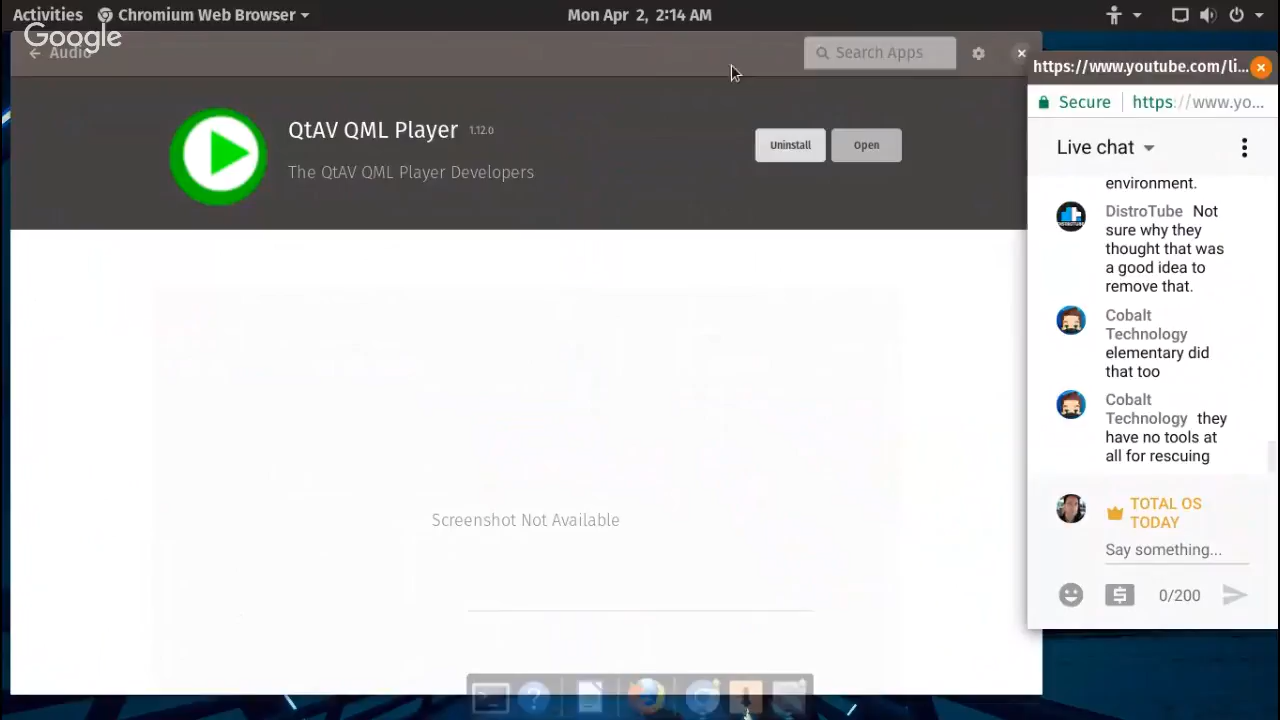 Activities
Chromium Web Browser
Mon Apr 2, 2:14 AM
Google
Audio
Search Apps
QtAV QML Player 1.12.0
The QtAV QML Player Developers
Uninstall
Open
Screenshot Not Available
https://www.youtube.com/li...
Secure
https://www.yo...
Live chat
environment.
DistroTube Not
sure why they
thought that was
a good idea to
remove that.
Cobalt
Technology
elementary did
that too
Cobalt
Technology they
have no tools at
all for rescuing
TOTAL OS
TODAY
Say something...
0/200